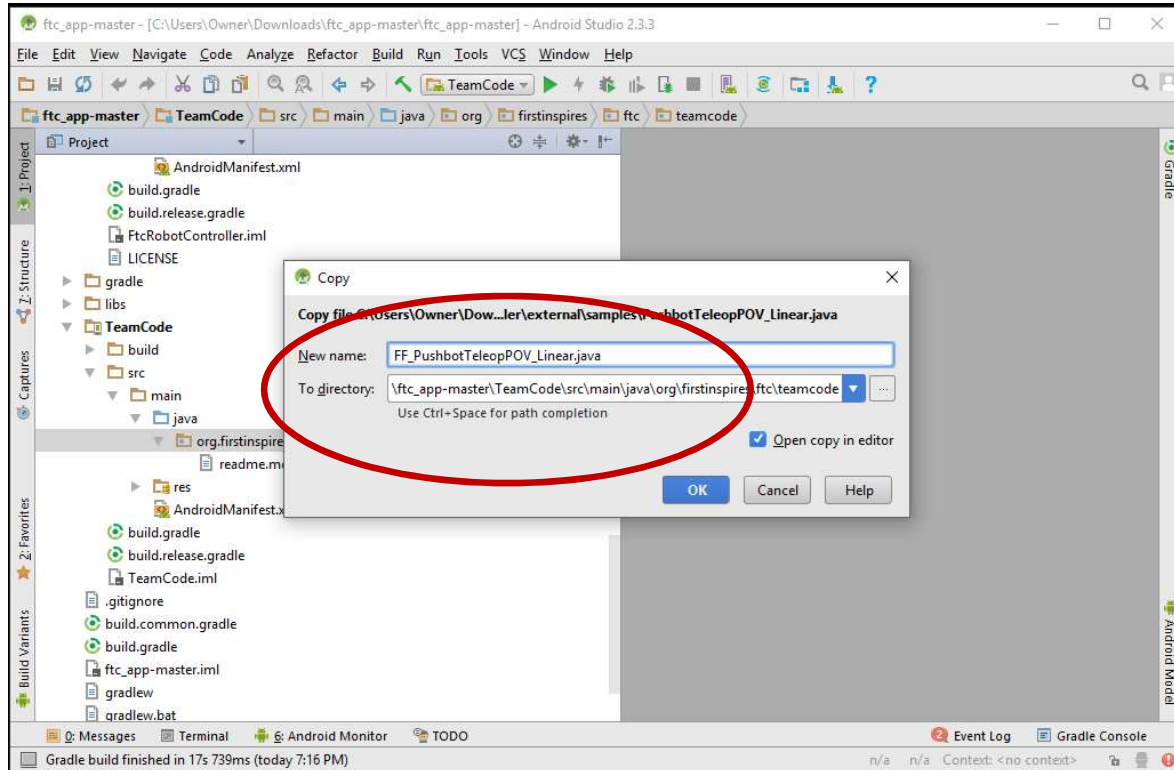 ftc_app-master - [C:\Users\Owner\Downloads\ftc_app-master\ftc_app-master] - Android Studio 2.3.3
File Edit View Navigate Code Analyze Refactor Build Run Tools VCS Window Help
TeamCode
ftc_app-master TeamCode src main java org firstinspires ftc teamcode
Project
1: Project
Z: Structure
Captures
2: Favorites
Build Variants
AndroidManifest.xml
build.gradle
build.release.gradle
FtcRobotController.iml
LICENSE
gradle
libs
TeamCode
build
src
main
java
org.firstinspire
readme.m
res
AndroidManifest.x
build.gradle
build.release.gradle
TeamCode.iml
.gitignore
build.common.gradle
build.gradle
ftc_app-master.iml
gradlew
gradlew.bat
Copy
Copy file C:\Users\Owner\Dow...ler\external\samples\PushbotTeleopPOV_Linear.java
New name: FF_PushbotTeleopPOV_Linear.java
To directory: \ftc_app-master\TeamCode\src\main\java\org\firstinspires\ftc\teamcode ...
Use Ctrl+Space for path completion
Open copy in editor
OK Cancel Help
Gradle
Android Model
0: Messages Terminal 6: Android Monitor TODO 2 Event Log Gradle Console
Gradle build finished in 17s 739ms (today 7:16 PM) n/a n/a Context: <no context>